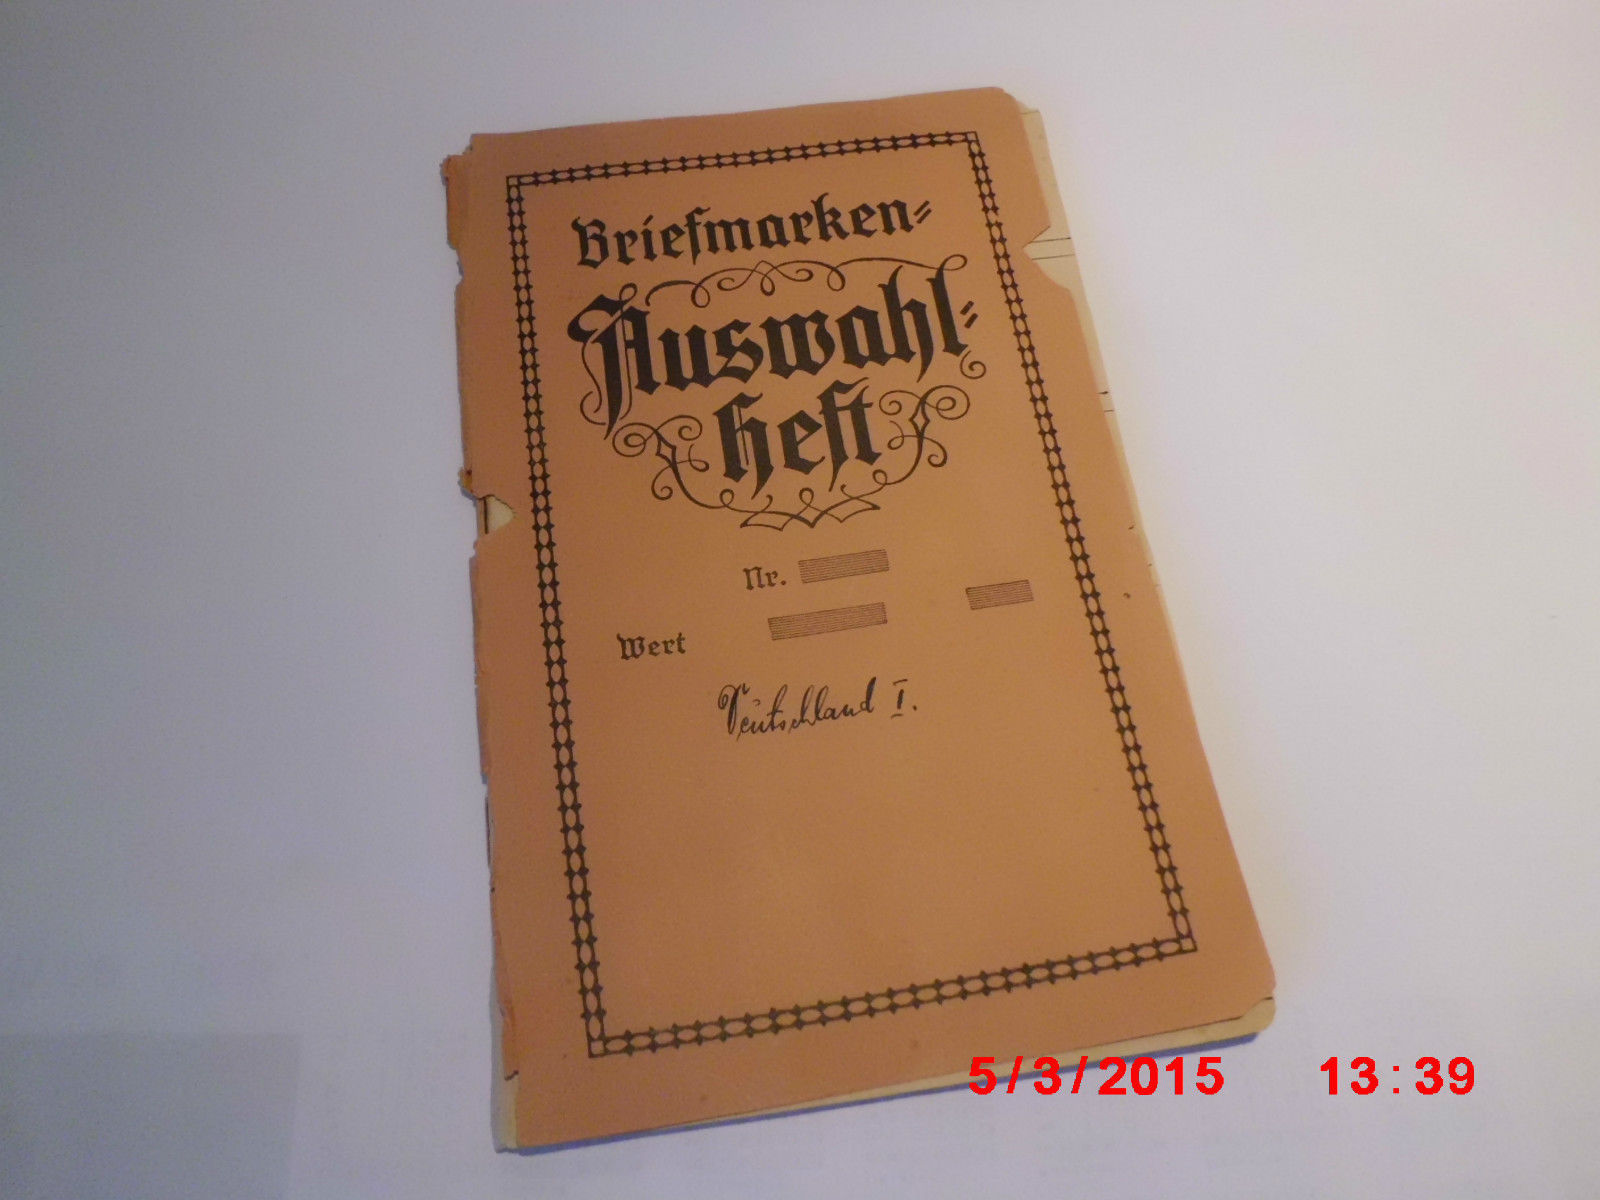 Briefmarken=
Auswahl=
heft
Nr.
Wert
Deutschland I.
5/3/2015 13:39